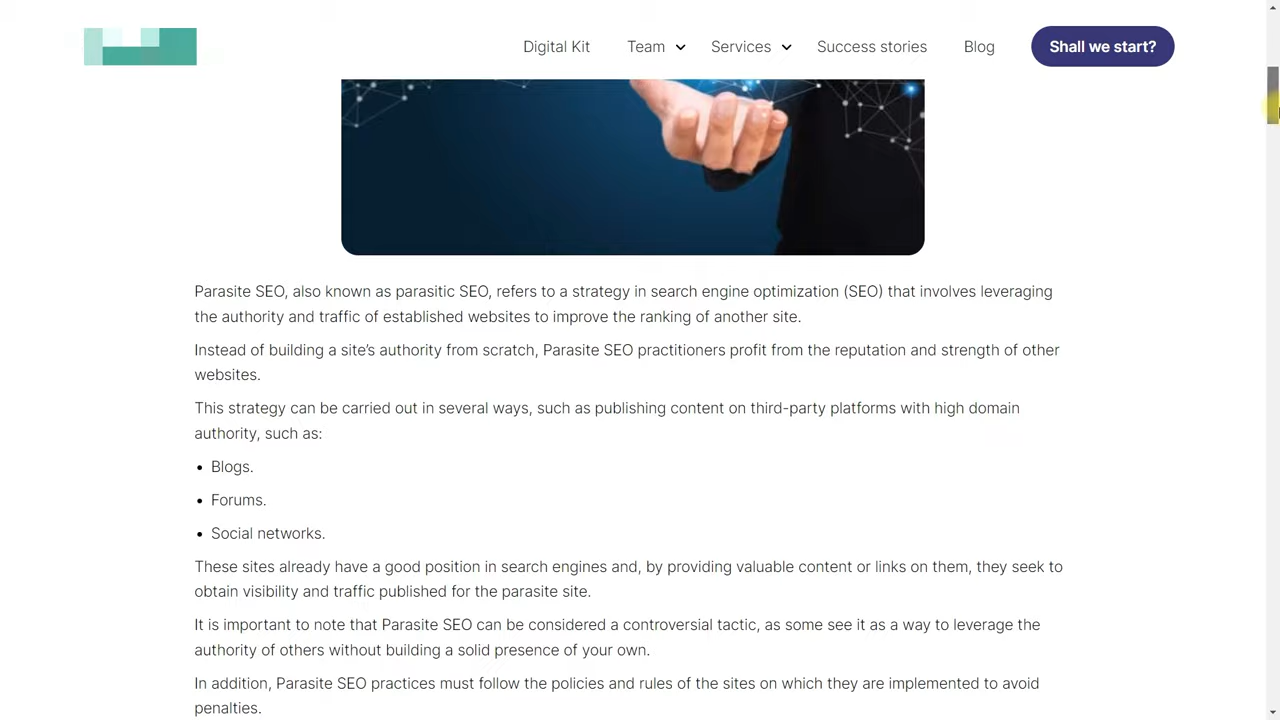 Digital Kit Team Services Success stories Blog Shall we start?
Parasite SEO, also known as parasitic SEO, refers to a strategy in search engine optimization (SEO) that involves leveraging
the authority and traffic of established websites to improve the ranking of another site.
Instead of building a site’s authority from scratch, Parasite SEO practitioners profit from the reputation and strength of other
websites.
This strategy can be carried out in several ways, such as publishing content on third-party platforms with high domain
authority, such as:
• Blogs.
• Forums.
• Social networks.
These sites already have a good position in search engines and, by providing valuable content or links on them, they seek to
obtain visibility and traffic published for the parasite site.
It is important to note that Parasite SEO can be considered a controversial tactic, as some see it as a way to leverage the
authority of others without building a solid presence of your own.
In addition, Parasite SEO practices must follow the policies and rules of the sites on which they are implemented to avoid
penalties.